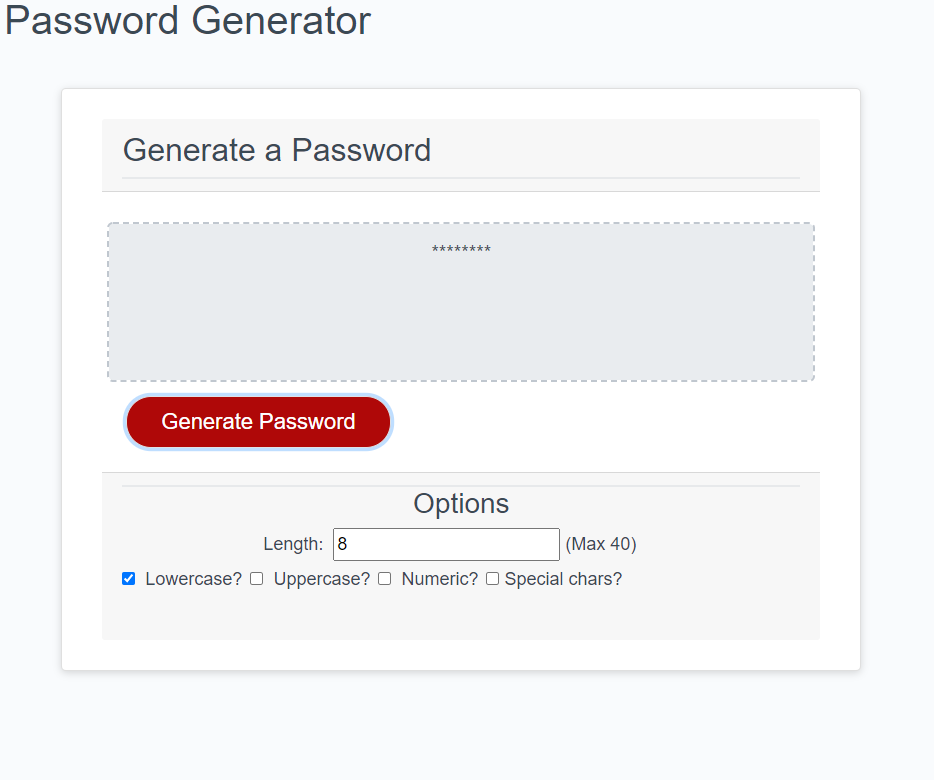 Password Generator
Generate a Password
********
Generate Password
Options
Length: 8 (Max 40)
Lowercase? Uppercase? Numeric? Special chars?